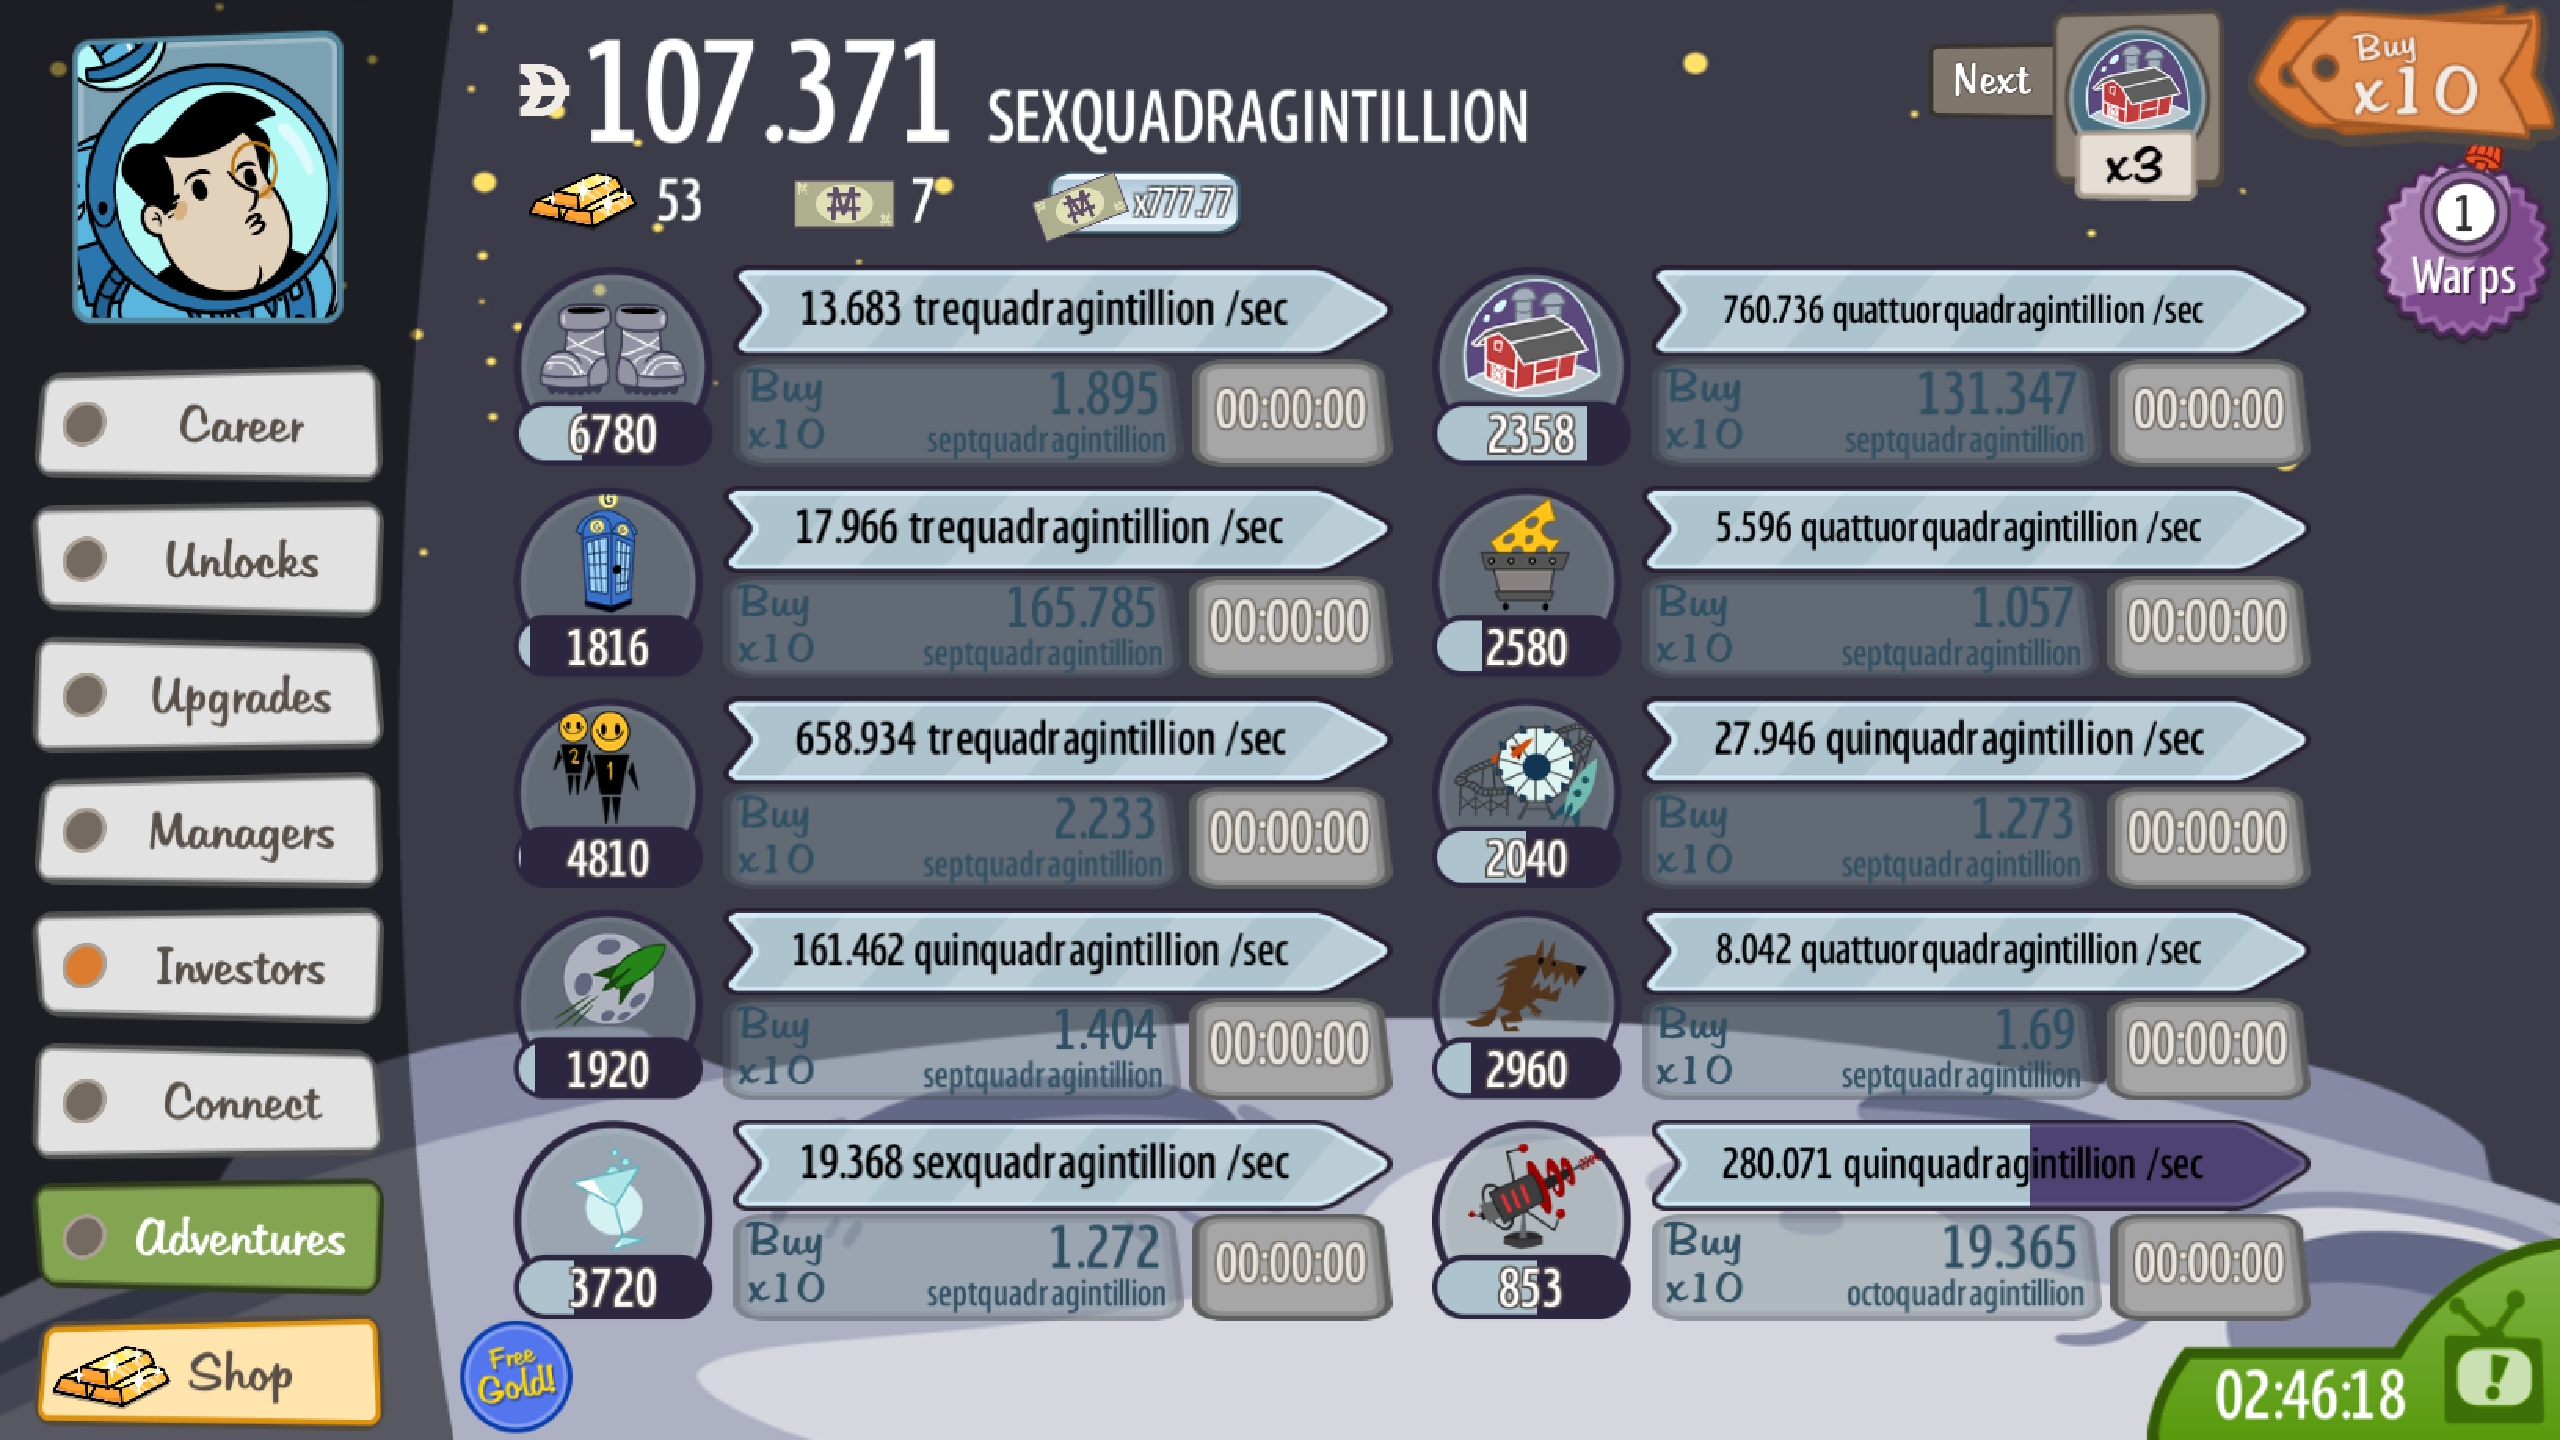 107.371 SEXQUADRAGINTILLION
53
7
x777.77
Next
x3
Buy
x10
1
Warps
Career
Unlocks
Upgrades
Managers
Investors
Connect
Adventures
Shop
13.683 trequadragintillion /sec
6780
Buy
x10
1.895
septquadragintillion
00:00:00
760.736 quattuorquadragintillion /sec
2358
Buy
x10
131.347
septquadragintillion
00:00:00
G
17.966 trequadragintillion /sec
1816
Buy
x10
165.785
septquadragintillion
00:00:00
5.596 quattuorquadragintillion /sec
2580
Buy
x10
1.057
septquadragintillion
00:00:00
2
1
658.934 trequadragintillion /sec
4810
Buy
x10
2.233
septquadragintillion
00:00:00
27.946 quinquadragintillion /sec
2040
Buy
x10
1.273
septquadragintillion
00:00:00
161.462 quinquadragintillion /sec
1920
Buy
x10
1.404
septquadragintillion
00:00:00
8.042 quattuorquadragintillion /sec
2960
Buy
x10
1.69
septquadragintillion
00:00:00
19.368 sexquadragintillion /sec
3720
Buy
x10
1.272
septquadragintillion
00:00:00
280.071 quinquadragintillion /sec
853
Buy
x10
19.365
octoquadragintillion
00:00:00
Free
Gold!
02:46:18
!